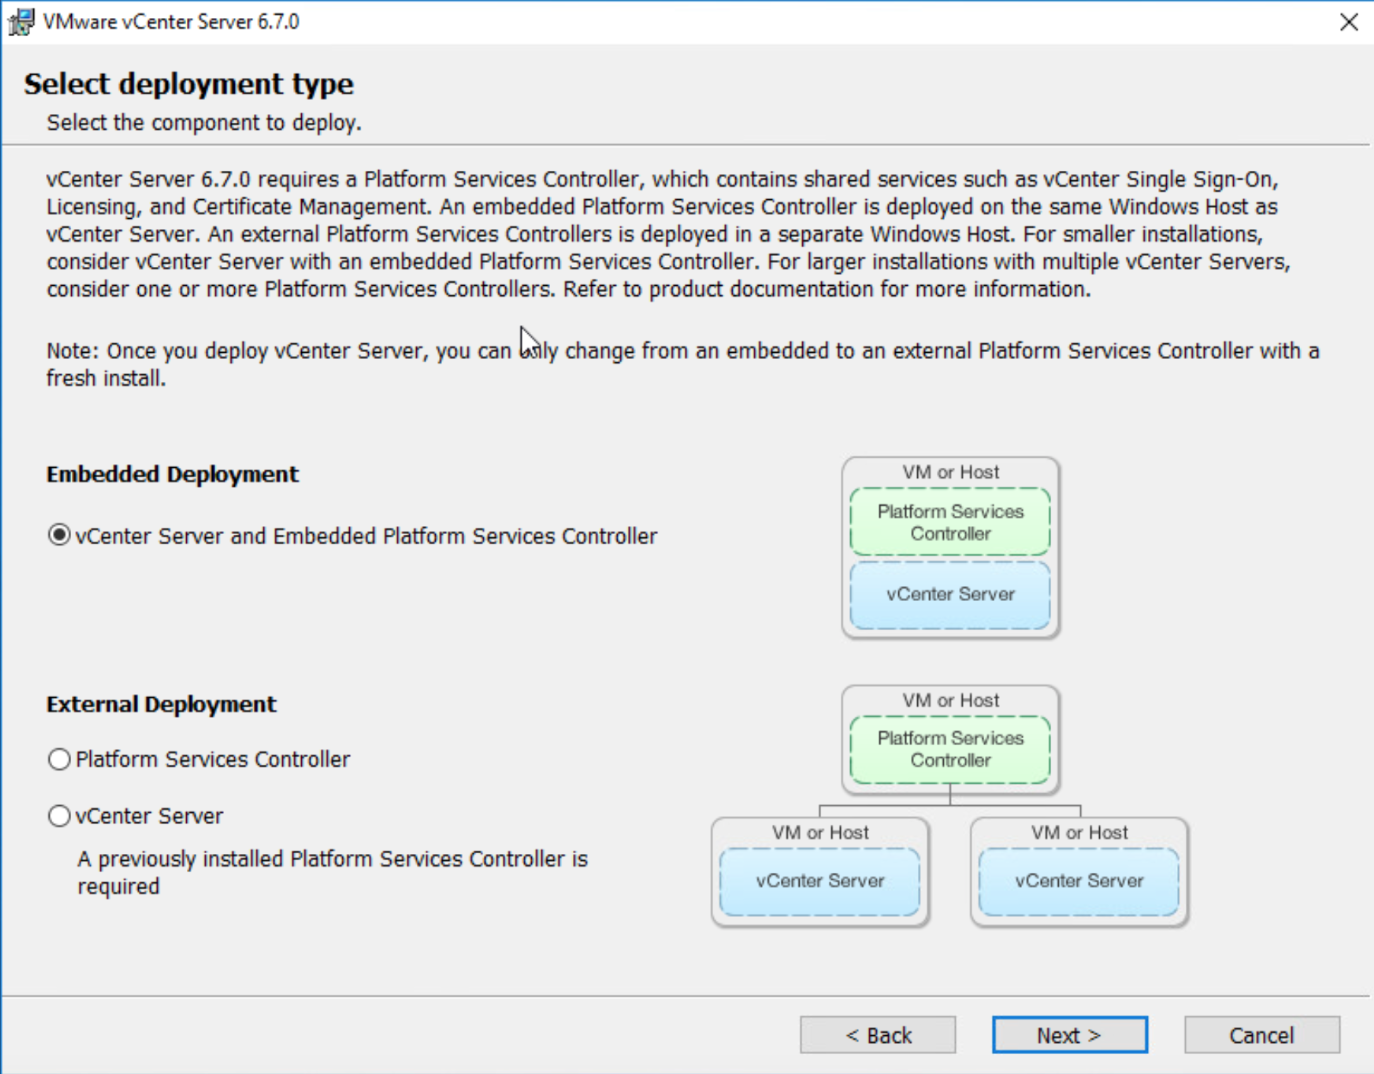 VMware vCenter Server 6.7.0
Select deployment type
Select the component to deploy.
vCenter Server 6.7.0 requires a Platform Services Controller, which contains shared services such as vCenter Single Sign-On,
Licensing, and Certificate Management. An embedded Platform Services Controller is deployed on the same Windows Host as
vCenter Server. An external Platform Services Controllers is deployed in a separate Windows Host. For smaller installations,
consider vCenter Server with an embedded Platform Services Controller. For larger installations with multiple vCenter Servers,
consider one or more Platform Services Controllers. Refer to product documentation for more information.
Note: Once you deploy vCenter Server, you can only change from an embedded to an external Platform Services Controller with a
fresh install.
Embedded Deployment
vCenter Server and Embedded Platform Services Controller
VM or Host
Platform Services
Controller
vCenter Server
External Deployment
Platform Services Controller
vCenter Server
A previously installed Platform Services Controller is
required
VM or Host
Platform Services
Controller
VM or Host
vCenter Server
VM or Host
vCenter Server
< Back
Next >
Cancel